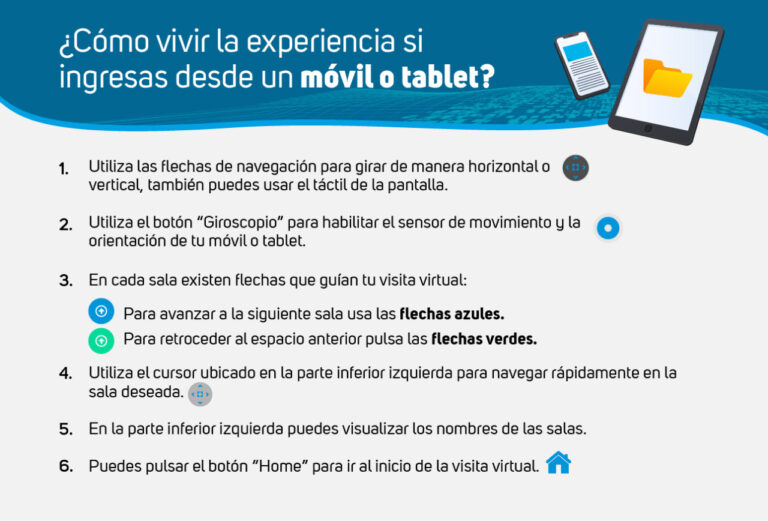 ¿Cómo vivir la experiencia si
ingresas desde un móvil o tablet?
1. Utiliza las flechas de navegación para girar de manera horizontal o
vertical, también puedes usar el táctil de la pantalla.
2. Utiliza el botón “Giroscopio” para habilitar el sensor de movimiento y la
orientación de tu móvil o tablet.
3. En cada sala existen flechas que guían tu visita virtual:
Para avanzar a la siguiente sala usa las flechas azules.
Para retroceder al espacio anterior pulsa las flechas verdes.
4. Utiliza el cursor ubicado en la parte inferior izquierda para navegar rápidamente en la
sala deseada.
5. En la parte inferior izquierda puedes visualizar los nombres de las salas.
6. Puedes pulsar el botón “Home” para ir al inicio de la visita virtual.